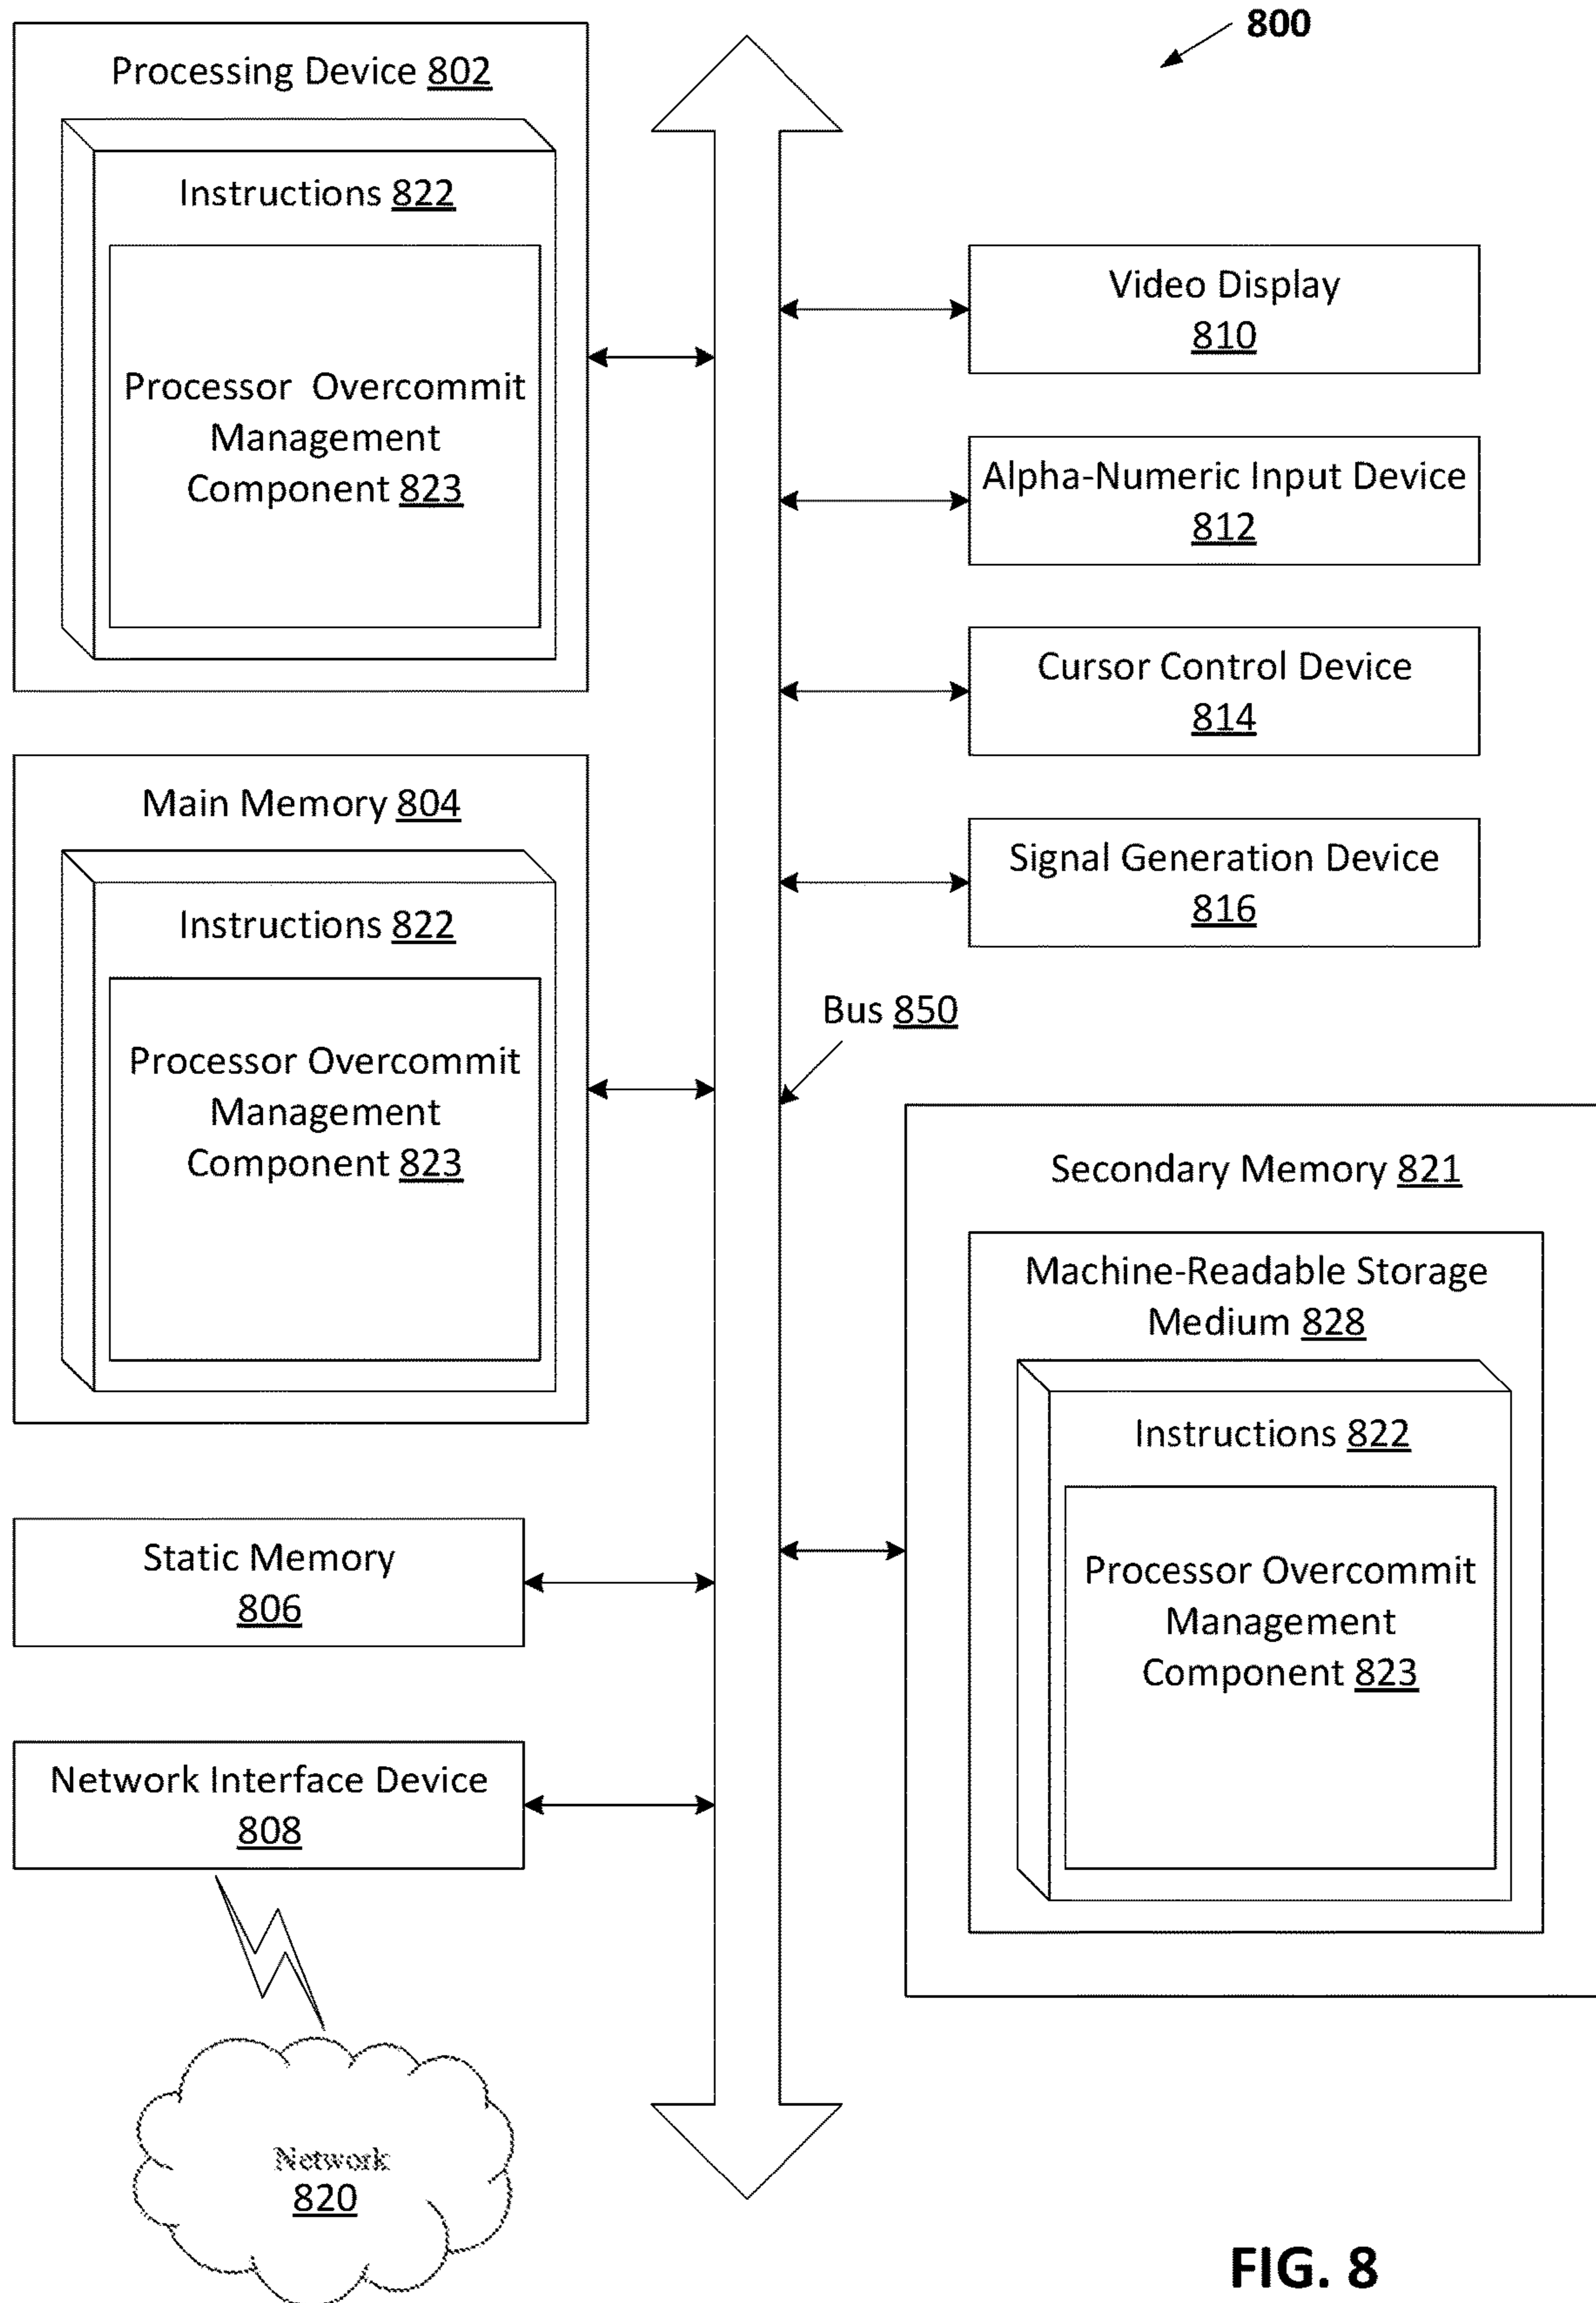 800
Processing Device 802
Instructions 822
Processor Overcommit
Management
Component 823
Main Memory 804
Instructions 822
Processor Overcommit
Management
Component 823
Static Memory
806
Network Interface Device
808
Network
820
Video Display
810
Alpha-Numeric Input Device
812
Cursor Control Device
814
Signal Generation Device
816
Bus 850
Secondary Memory 821
Machine-Readable Storage
Medium 828
Instructions 822
Processor Overcommit
Management
Component 823
FIG. 8